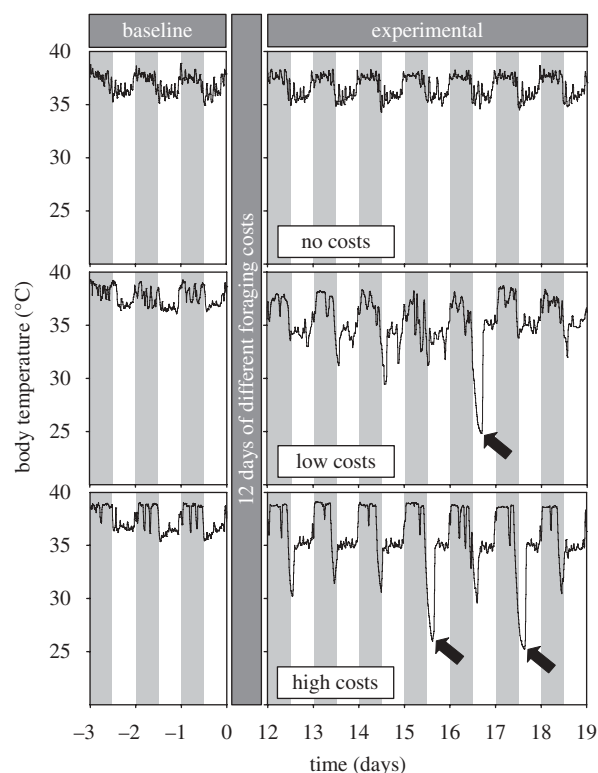 baseline
experimental
40
35
30
25
no costs
40
35
30
25
low costs
40
35
30
25
high costs
body temperature (°C)
12 days of different foraging costs
–3 –2 –1 0
12 13 14 15 16 17 18 19
time (days)